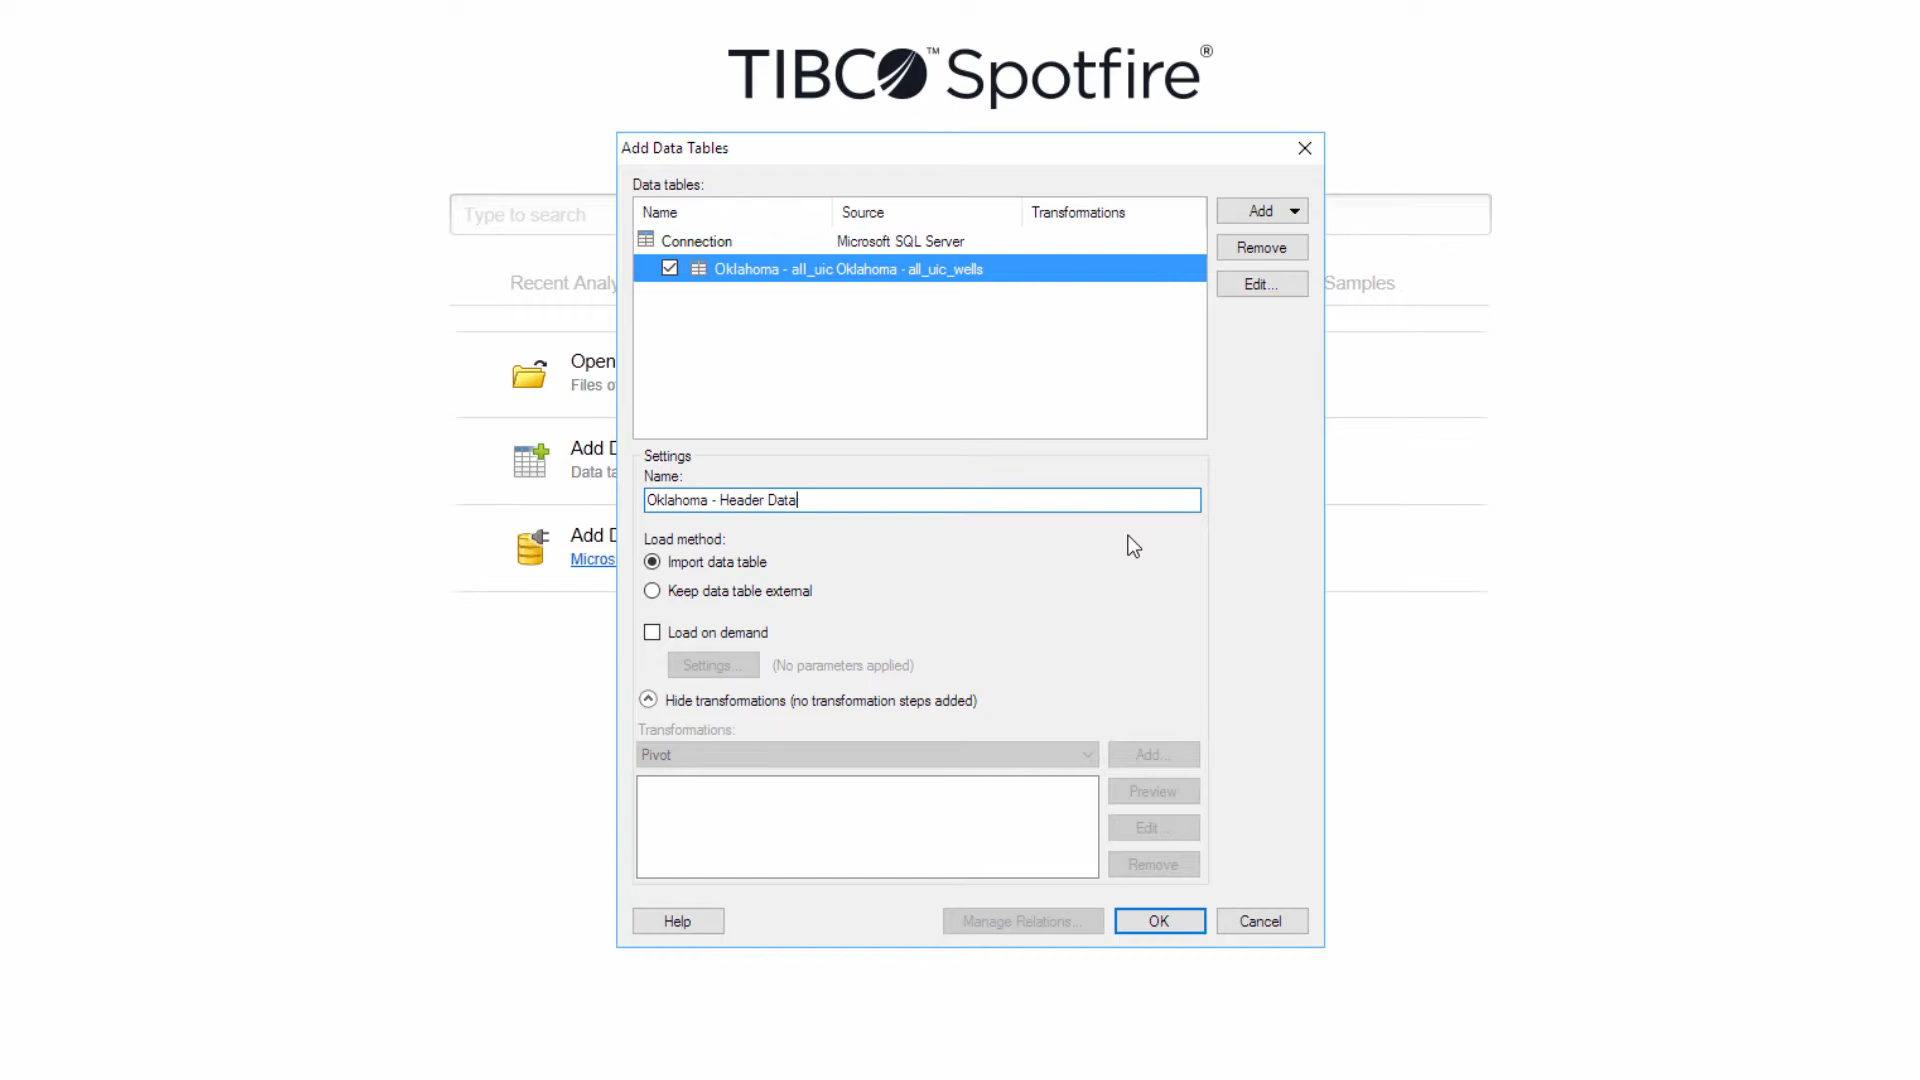 TIBCO™ Spotfire®
Add Data Tables
Data tables:
Name Source Transformations
Add
Type to search
Connection Microsoft SQL Server
Remove
Oklahoma - all_uic Oklahoma - all_uic_wells
Edit...
Recent Analy
Samples
Open
Files o
Add D
Data ta
Settings
Name:
Oklahoma - Header Data
Add D
Micros
Load method:
Import data table
Keep data table external
Load on demand
Settings... (No parameters applied)
Hide transformations (no transformation steps added)
Transformations:
Pivot Add...
Preview
Edit...
Remove
Help Manage Relations... OK Cancel